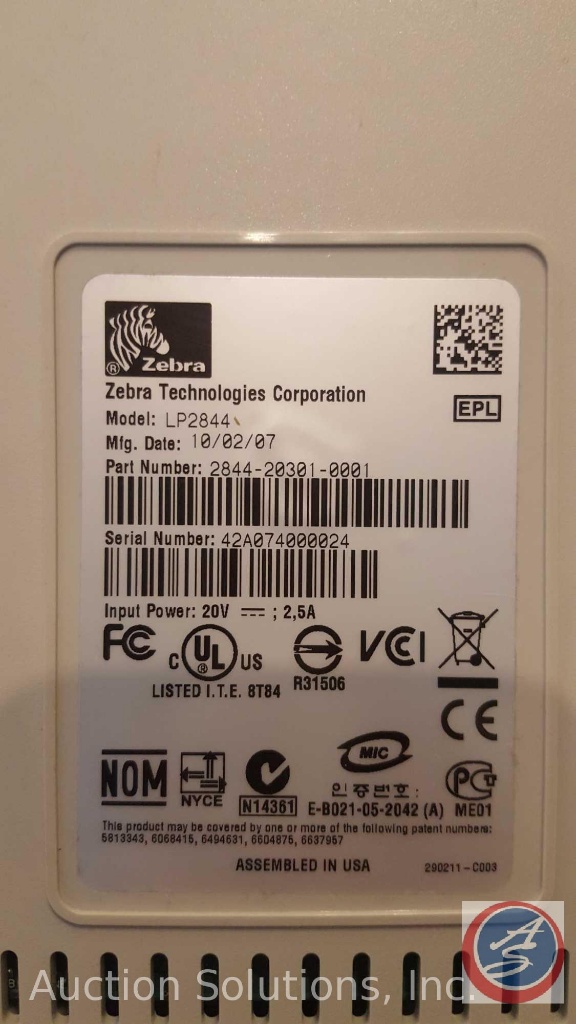 ® Zebra
Zebra Technologies Corporation
EPL
Model: LP2844
Mfg. Date: 10/02/07
Part Number: 2844-20301-0001
Serial Number: 42A074000024
Input Power: 20V ⎓ ; 2,5A
FC c UL ® US VCCI
LISTED I.T.E. 8T84 R31506
CE
NOM NYCE N14361 MIC
인증번호:
E-B021-05-2042 (A) ME01
This product may be covered by one or more of the following patent numbers:
5813343, 6068415, 6494631, 6604875, 6637957
ASSEMBLED IN USA 290211-C003
AS
Auction Solutions, Inc.